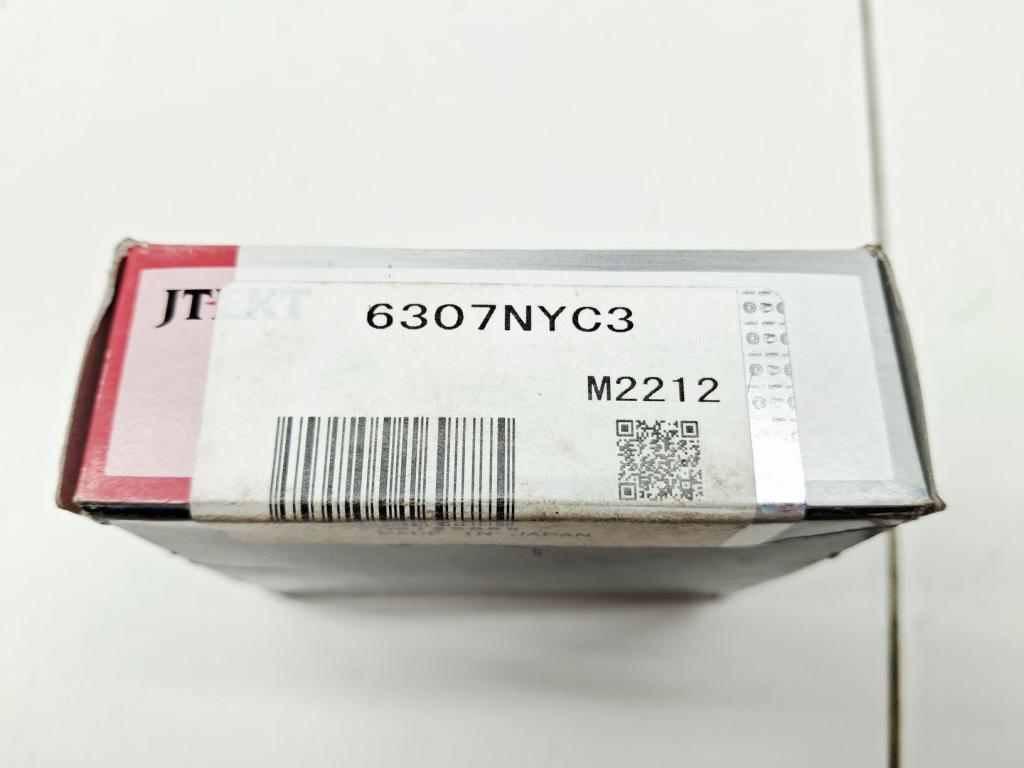 JTEKT
6307NYC3
M2212
MADE IN JAPAN